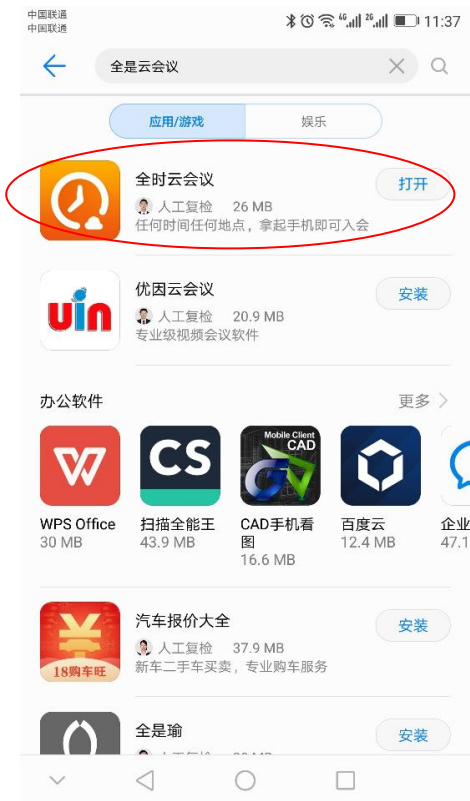 中国联通
中国联通
46 26 11:37
全是云会议
应用/游戏 娱乐
全时云会议
人工复检 26 MB
任何时间任何地点，拿起手机即可入会
打开
uin
优因云会议
人工复检 20.9 MB
专业级视频会议软件
安装
办公软件 更多
W
WPS Office
30 MB
CS
扫描全能王
43.9 MB
Mobile Client
CAD
CAD手机看
图
16.6 MB
百度云
12.4 MB
企业
47.1
18购车旺
汽车报价大全
人工复检 37.9 MB
新车二手车买卖，专业购车服务
安装
全是瑜
安装